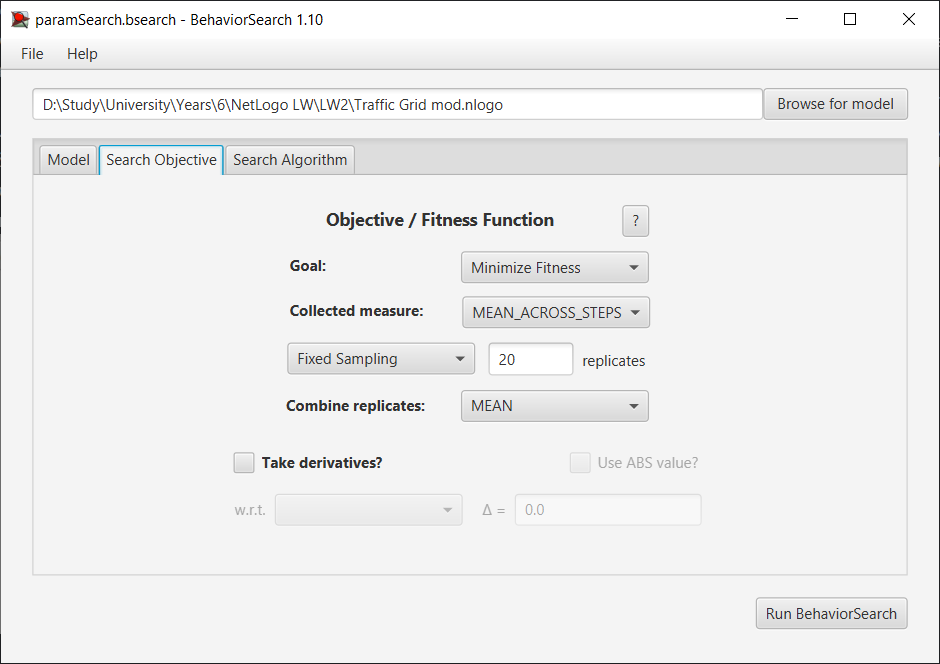 paramSearch.bsearch - BehaviorSearch 1.10
File Help
D:\Study\University\Years\6\NetLogo LW\LW2\Traffic Grid mod.nlogo Browse for model
Model Search Objective Search Algorithm
Objective / Fitness Function ?
Goal: Minimize Fitness
Collected measure: MEAN_ACROSS_STEPS
Fixed Sampling 20 replicates
Combine replicates: MEAN
Take derivatives? Use ABS value?
w.r.t. Δ = 0.0
Run BehaviorSearch